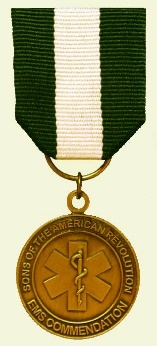 SONS OF THE AMERICAN REVOLUTION
EMS COMMENDATION